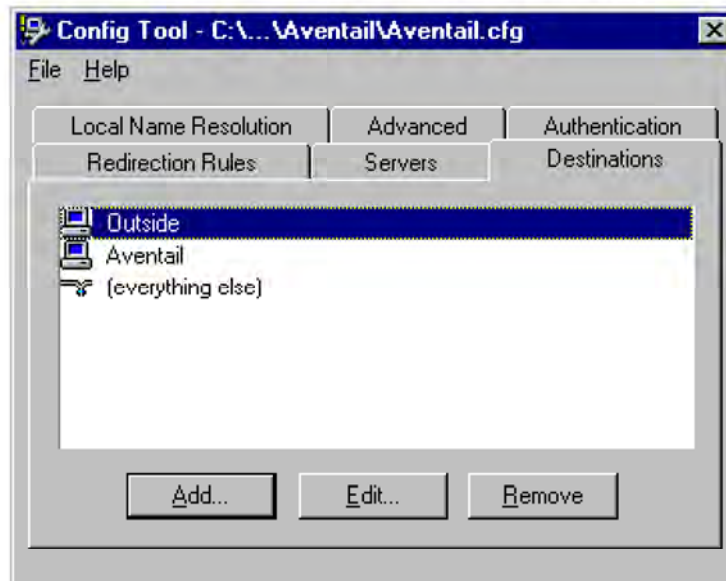 Config Tool - C:\...\Aventail\Aventail.cfg
File Help
Local Name Resolution Advanced Authentication
Redirection Rules Servers Destinations
Outside
Aventail
(everything else)
Add... Edit... Remove